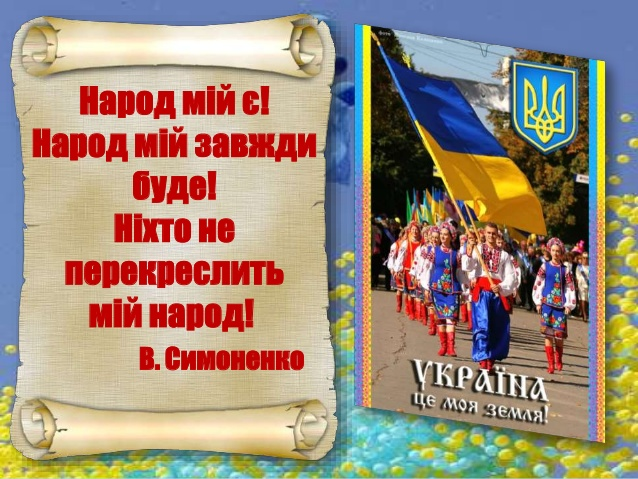 Народ мій є!
Народ мій завжди
буде!
Ніхто не
перекреслить
мій народ!
В. Симоненко
УКРАЇНА
ЦЕ МОЯ ЗЕМЛЯ!